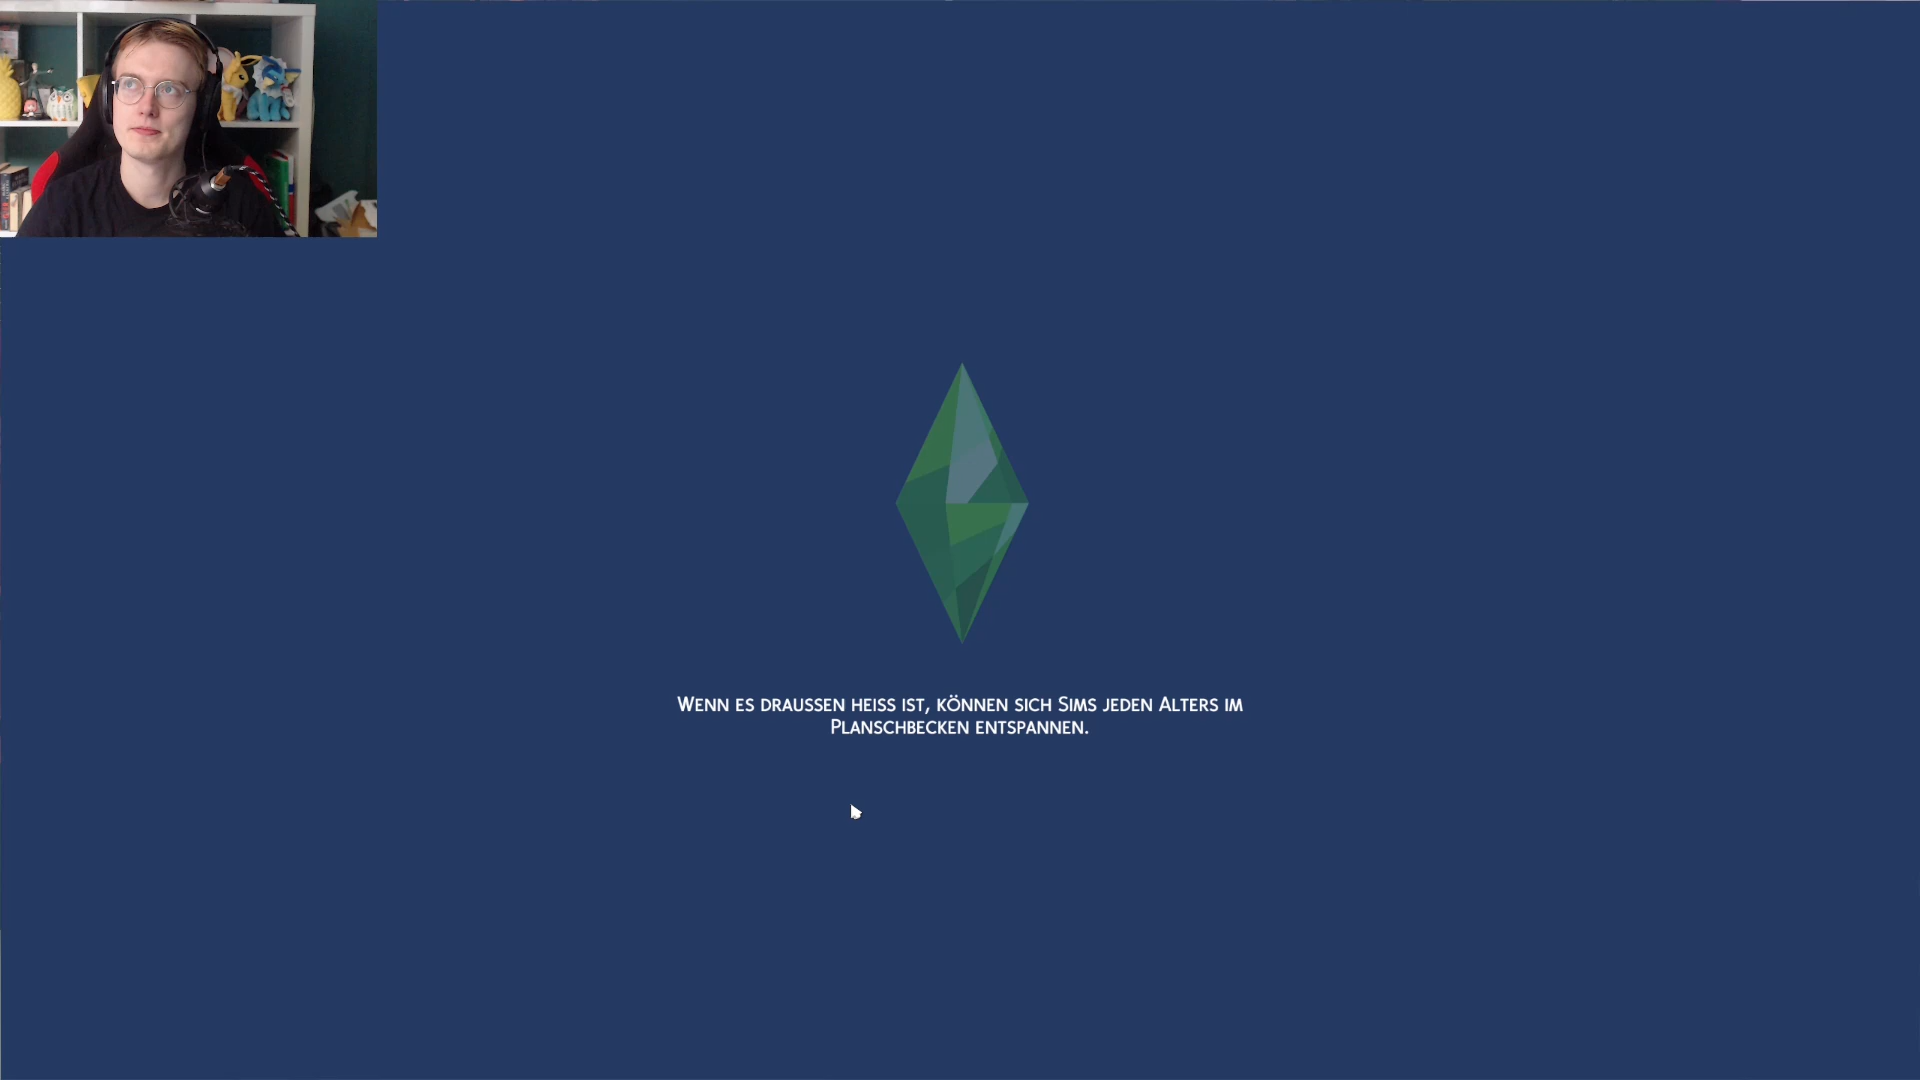 Wenn es draussen heiss ist, können sich Sims jeden Alters im
Planschbecken entspannen.